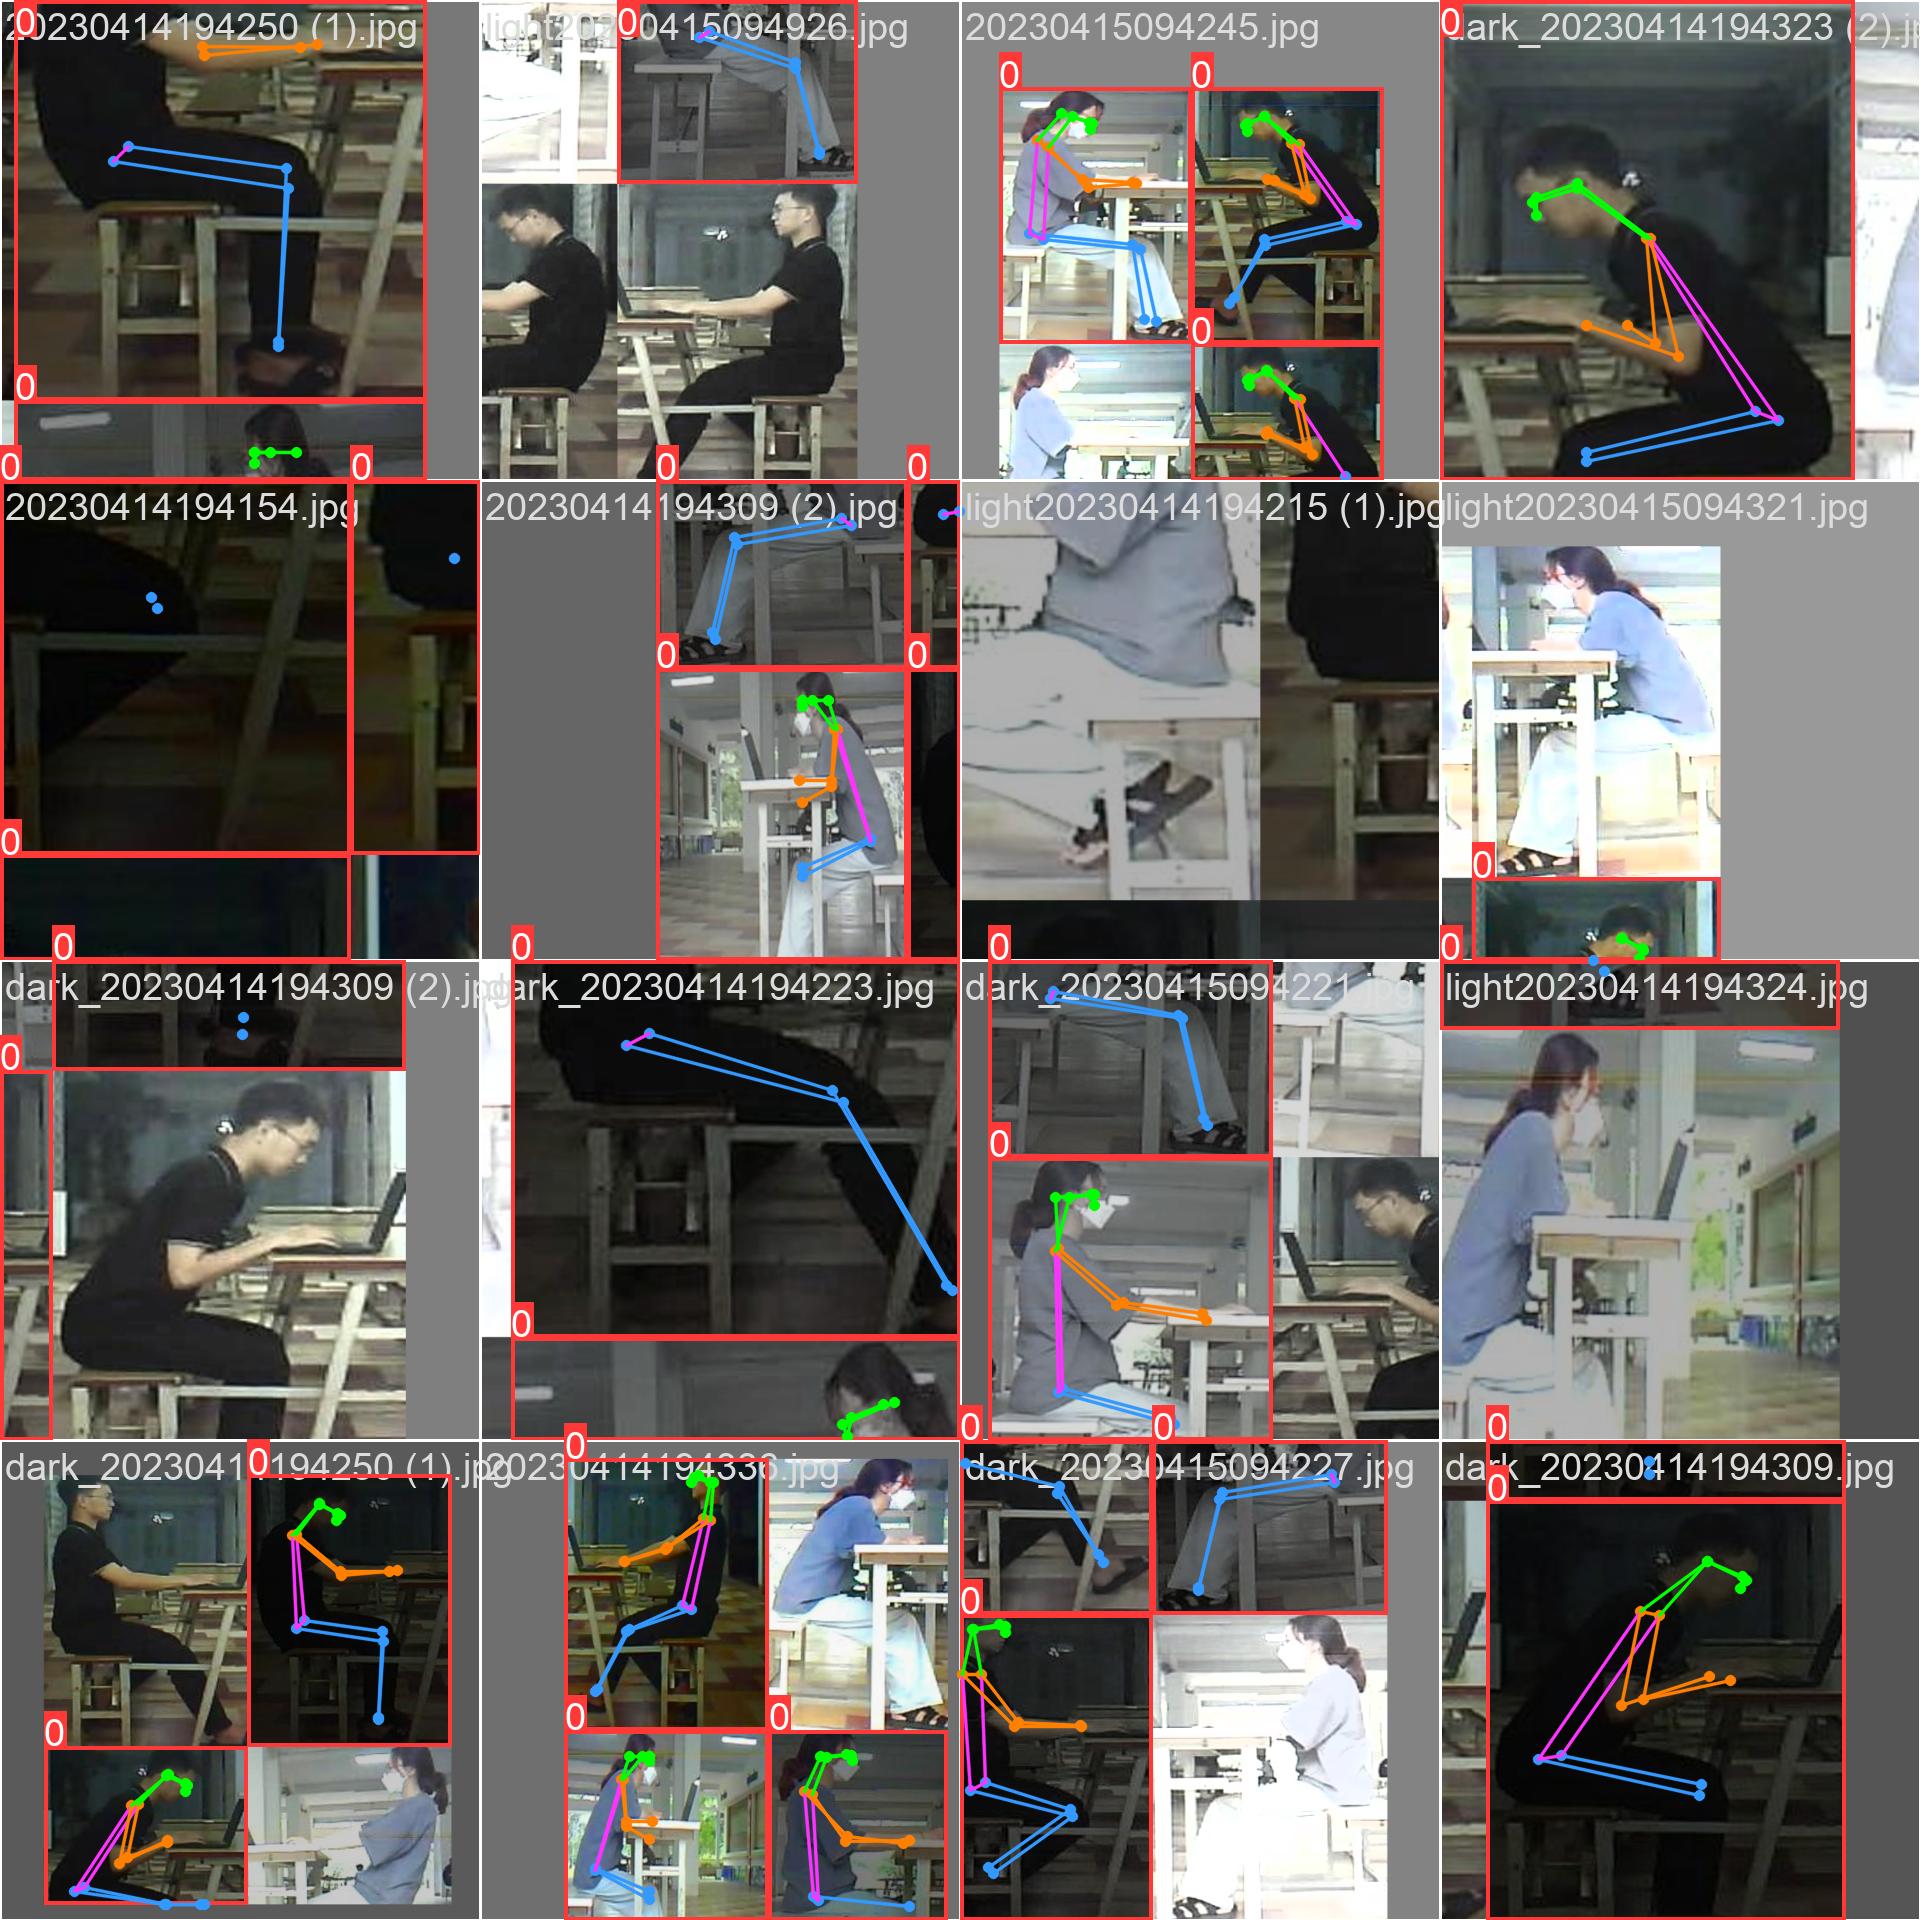 20230414194250 (1).jpg
light20230415094926.jpg
20230415094245.jpg
dark_20230414194323 (2).jp
0
0
0
0
0
0
0
0
0
0
0
0
20230414194154.jpg
20230414194309 (2).jpg
light20230414194215 (1).jpg
light20230415094321.jpg
0
0
0
0
0
0
0
0
dark_20230414194309 (2).jpg
dark_20230414194223.jpg
dark_20230415094221.jpg
light20230414194324.jpg
0
0
0
0
0
0
0
0
dark_20230414194250 (1).jpg
20230414194336.jpg
dark_20230415094227.jpg
dark_20230414194309.jpg
0
0
0
0
0